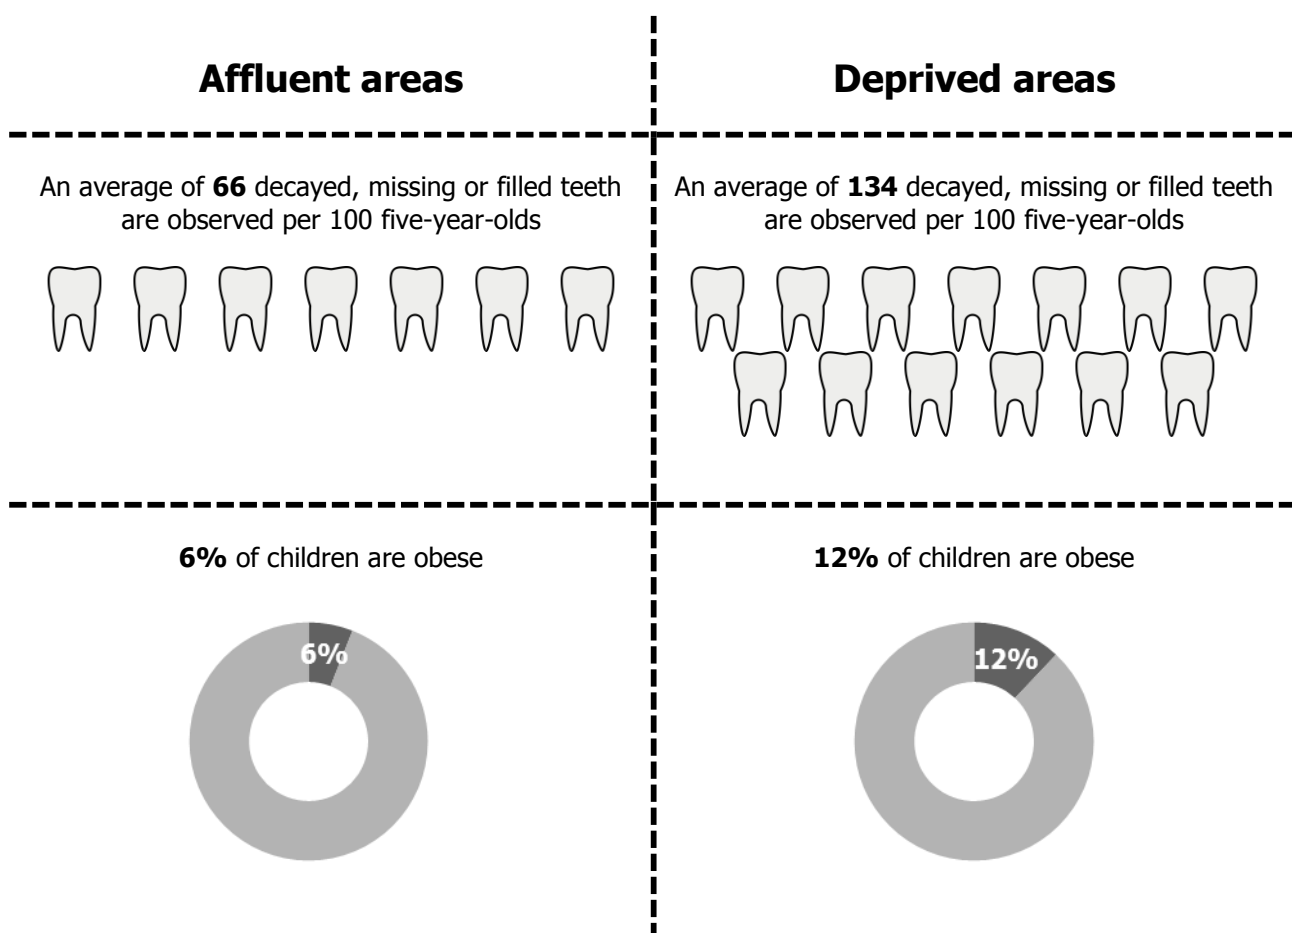 Affluent areas
Deprived areas
An average of 66 decayed, missing or filled teeth
are observed per 100 five-year-olds
An average of 134 decayed, missing or filled teeth
are observed per 100 five-year-olds
6% of children are obese
12% of children are obese
6%
12%